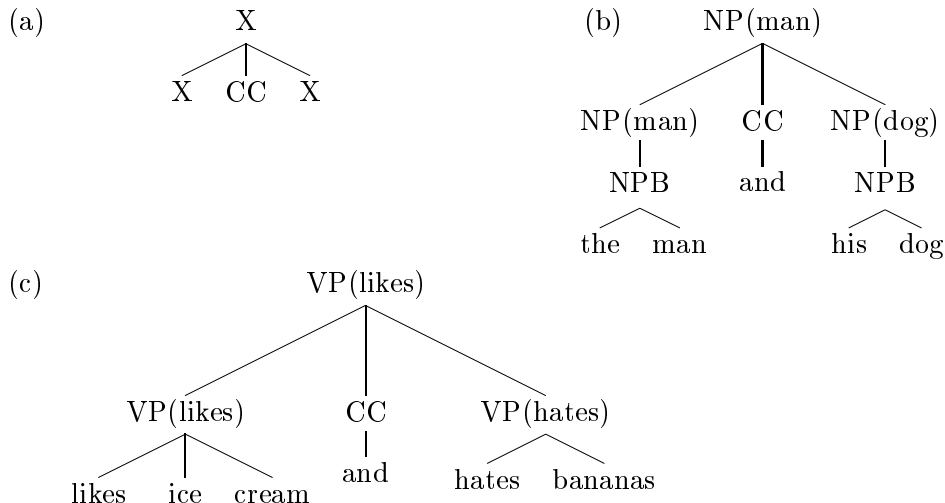 (a) X
X CC X
(b) NP(man)
NP(man) CC NP(dog)
NPB and NPB
the man his dog
(c) VP(likes)
VP(likes) CC VP(hates)
and
likes ice cream hates bananas